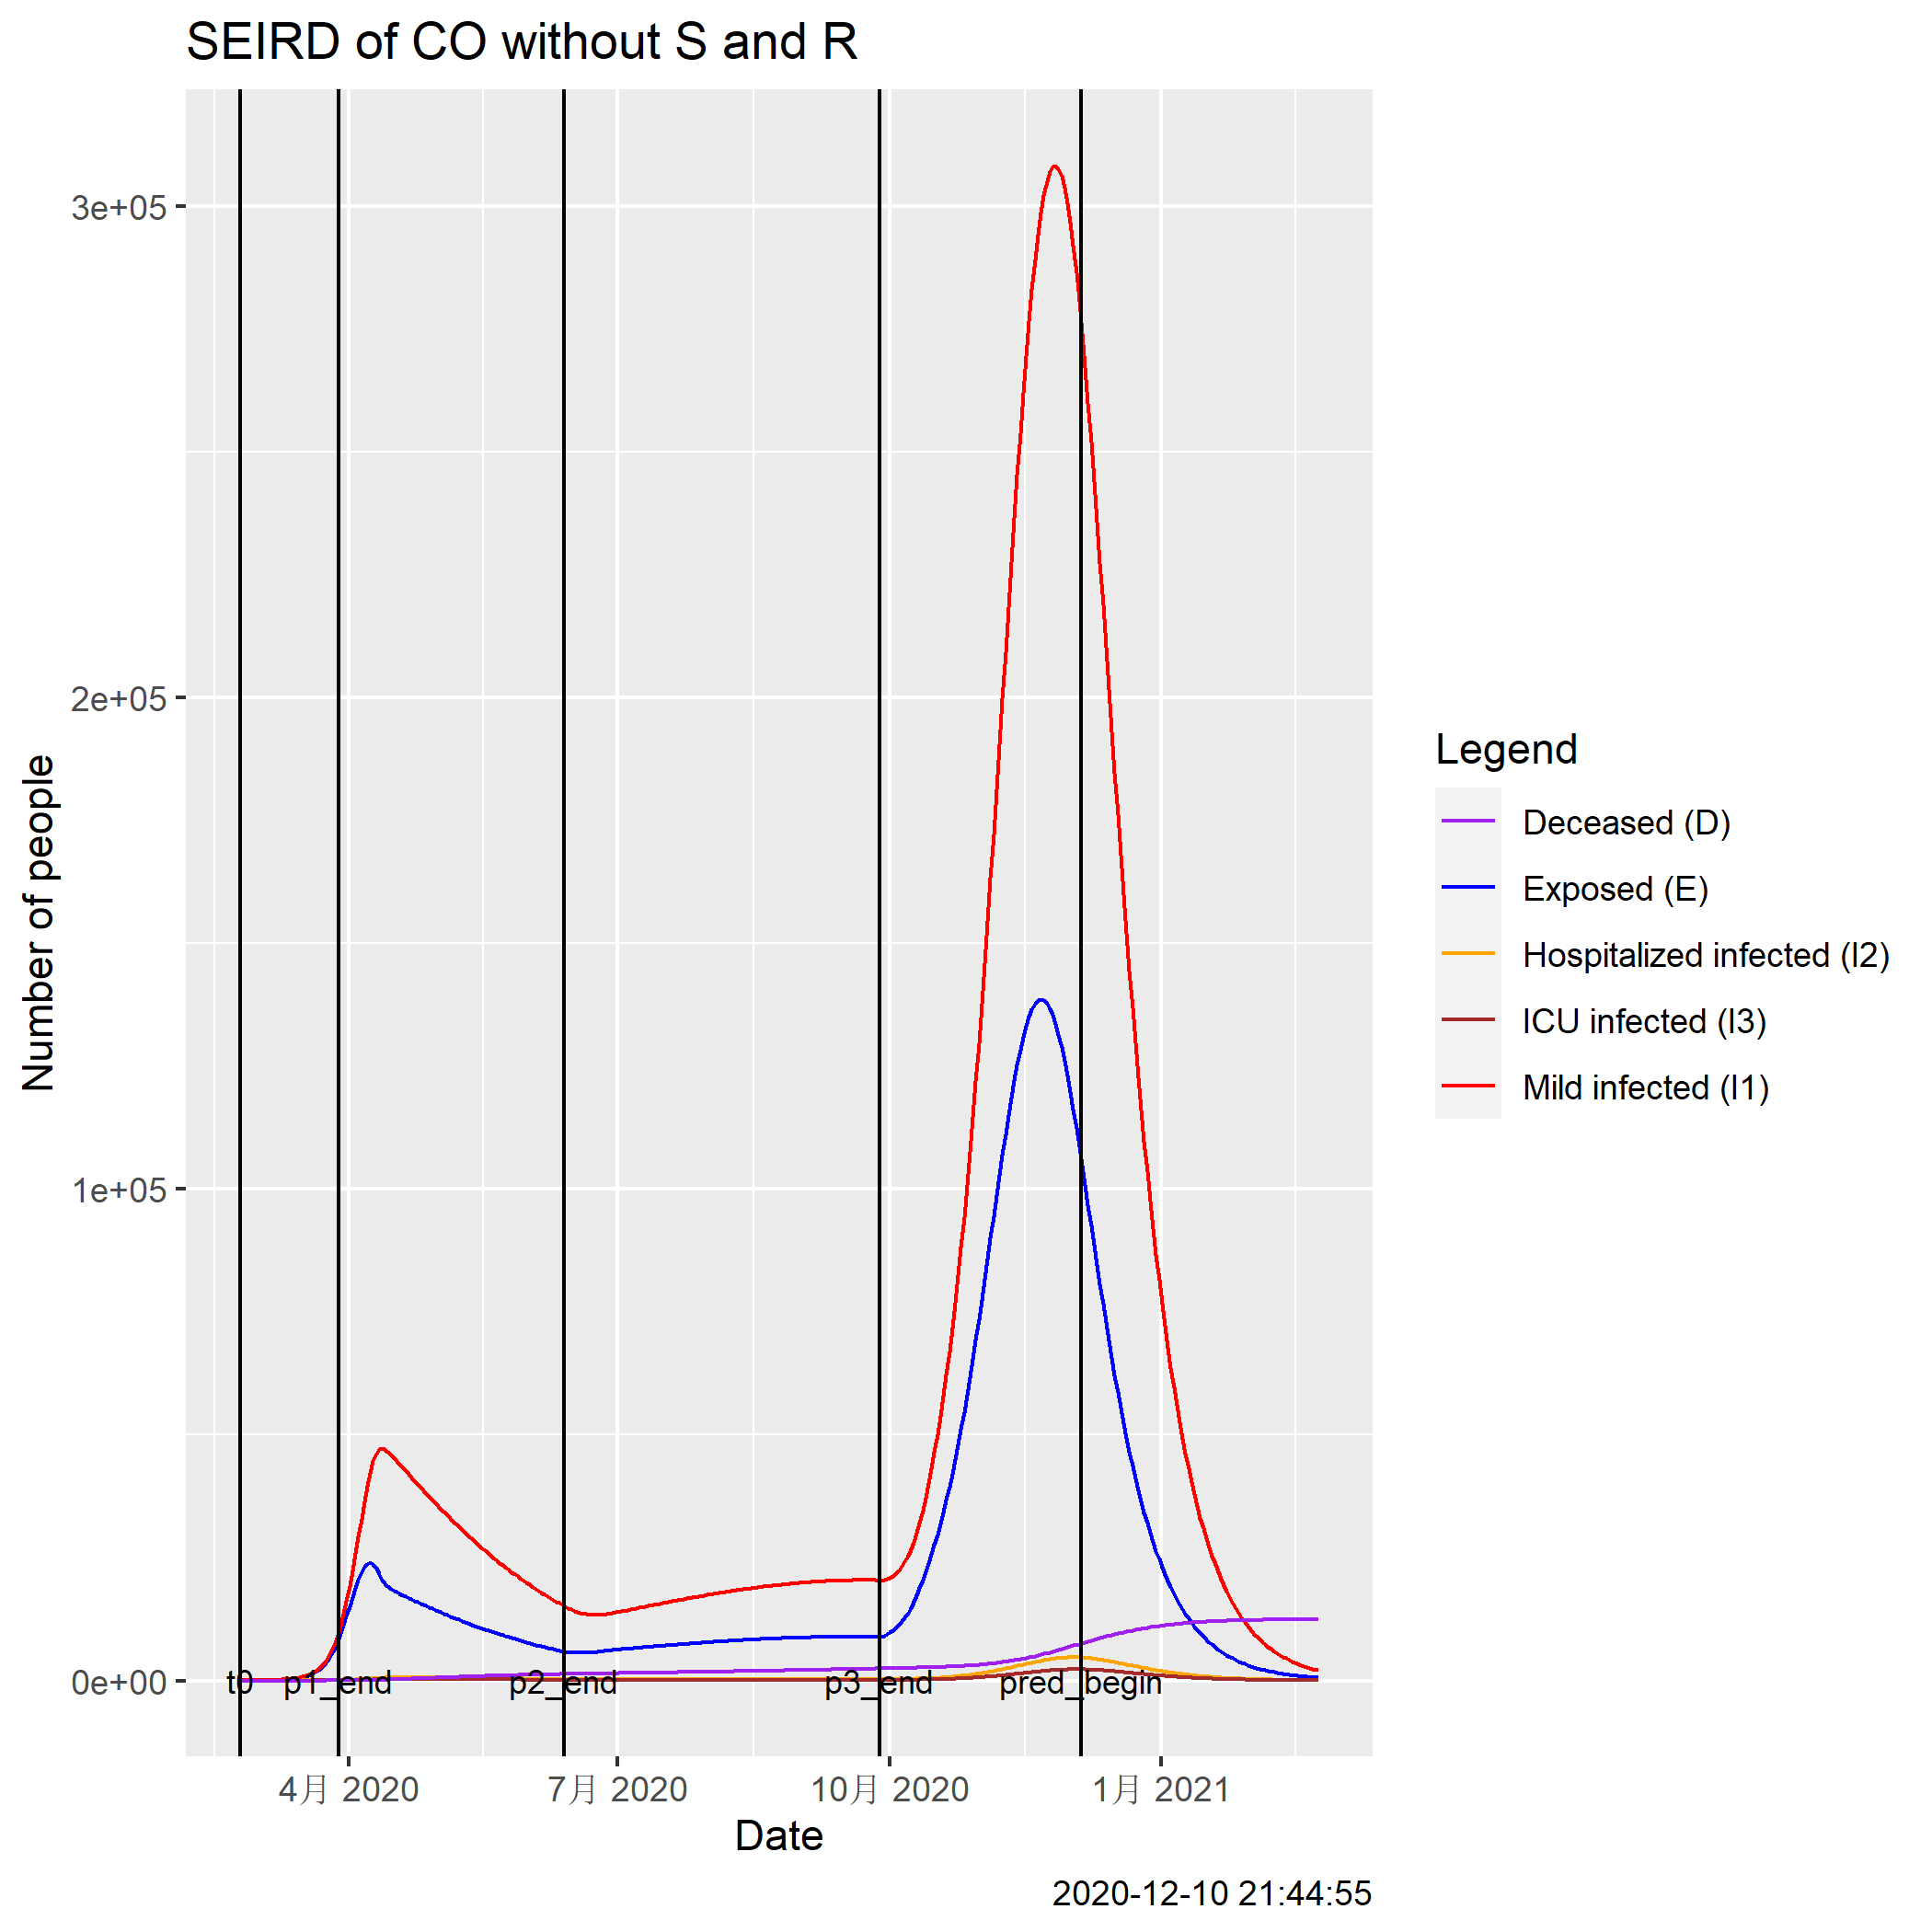 SEIRD of CO without S and R
Number of people
3e+05
2e+05
1e+05
0e+00
t0
p1_end
p2_end
p3_end
pred_begin
4月 2020
7月 2020
10月 2020
1月 2021
Date
Legend
Deceased (D)
Exposed (E)
Hospitalized infected (I2)
ICU infected (I3)
Mild infected (I1)
2020-12-10 21:44:55